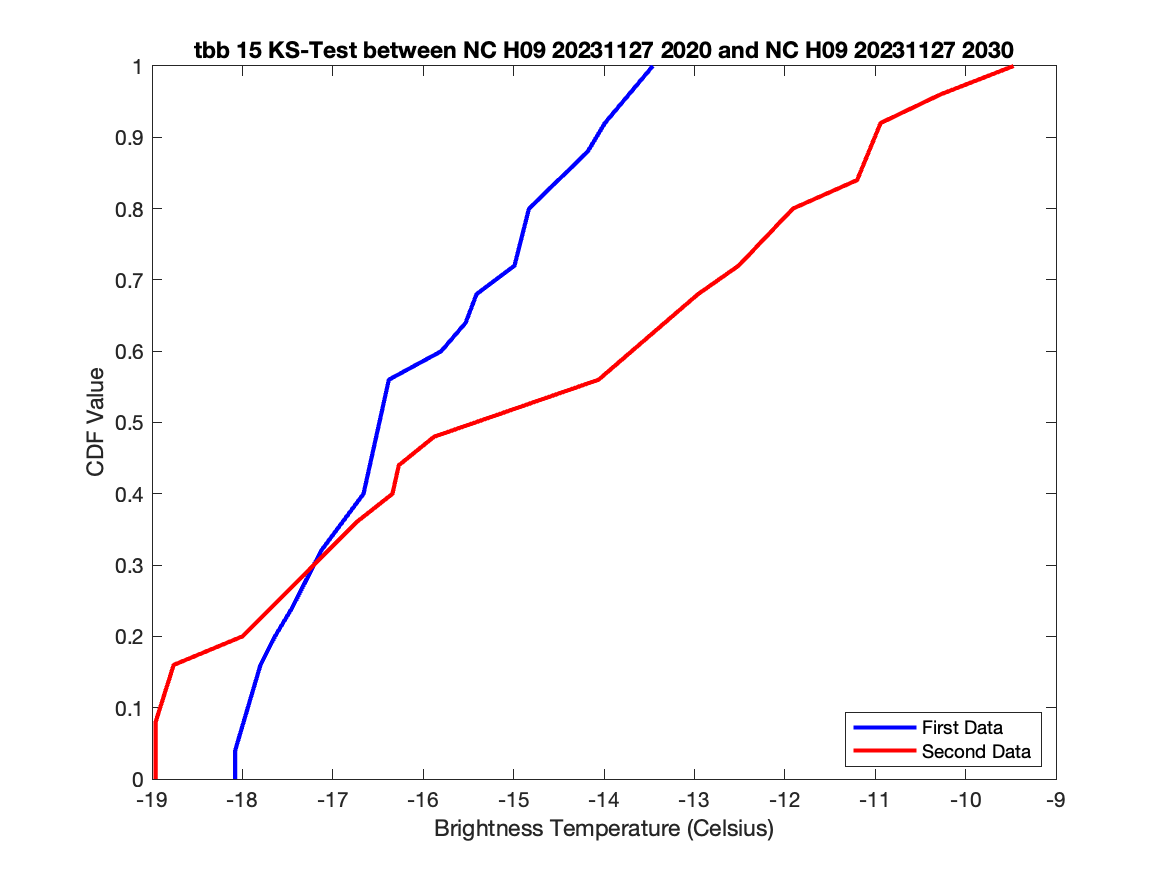 tbb 15 KS-Test between NC H09 20231127 2020 and NC H09 20231127 2030
1
0.9
0.8
0.7
0.6
0.5
0.4
0.3
0.2
0.1
0
CDF Value
First Data
Second Data
-19 -18 -17 -16 -15 -14 -13 -12 -11 -10 -9
Brightness Temperature (Celsius)